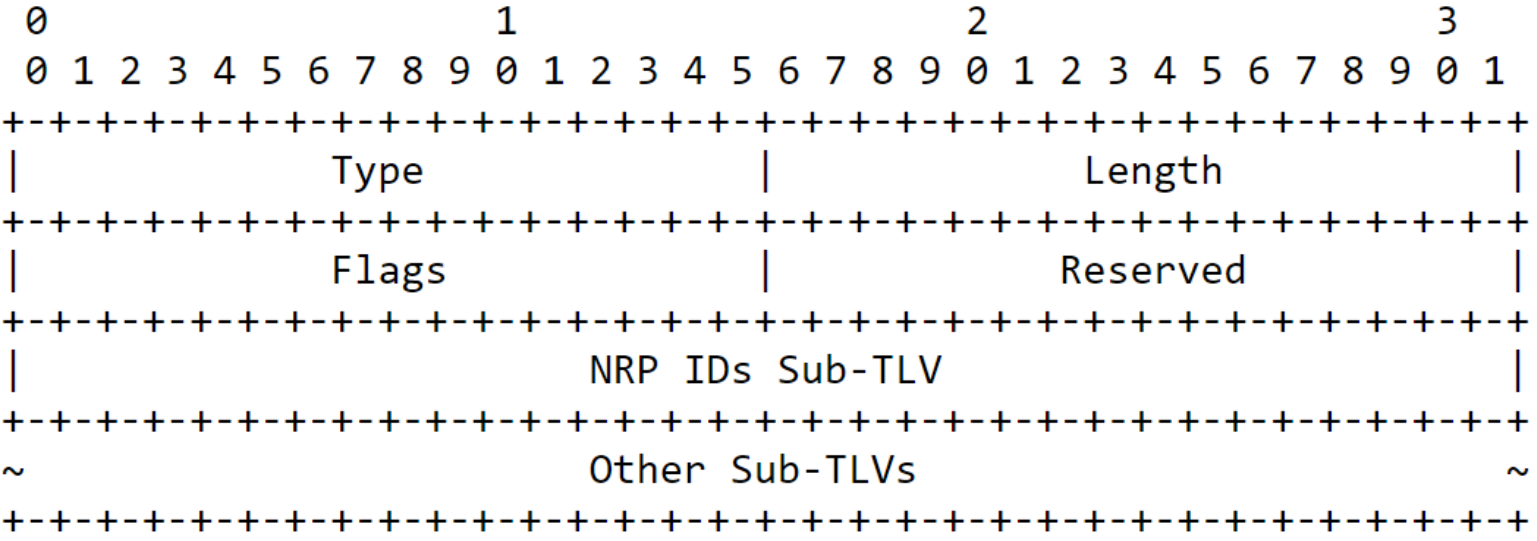 0                   1                   2                   3
0 1 2 3 4 5 6 7 8 9 0 1 2 3 4 5 6 7 8 9 0 1 2 3 4 5 6 7 8 9 0 1
+-+-+-+-+-+-+-+-+-+-+-+-+-+-+-+-+-+-+-+-+-+-+-+-+-+-+-+-+-+-+-+-+
|             Type              |             Length            |
+-+-+-+-+-+-+-+-+-+-+-+-+-+-+-+-+-+-+-+-+-+-+-+-+-+-+-+-+-+-+-+-+
|             Flags             |            Reserved           |
+-+-+-+-+-+-+-+-+-+-+-+-+-+-+-+-+-+-+-+-+-+-+-+-+-+-+-+-+-+-+-+-+
|                        NRP IDs Sub-TLV                        |
+-+-+-+-+-+-+-+-+-+-+-+-+-+-+-+-+-+-+-+-+-+-+-+-+-+-+-+-+-+-+-+-+
~                        Other Sub-TLVs                         ~
+-+-+-+-+-+-+-+-+-+-+-+-+-+-+-+-+-+-+-+-+-+-+-+-+-+-+-+-+-+-+-+-+